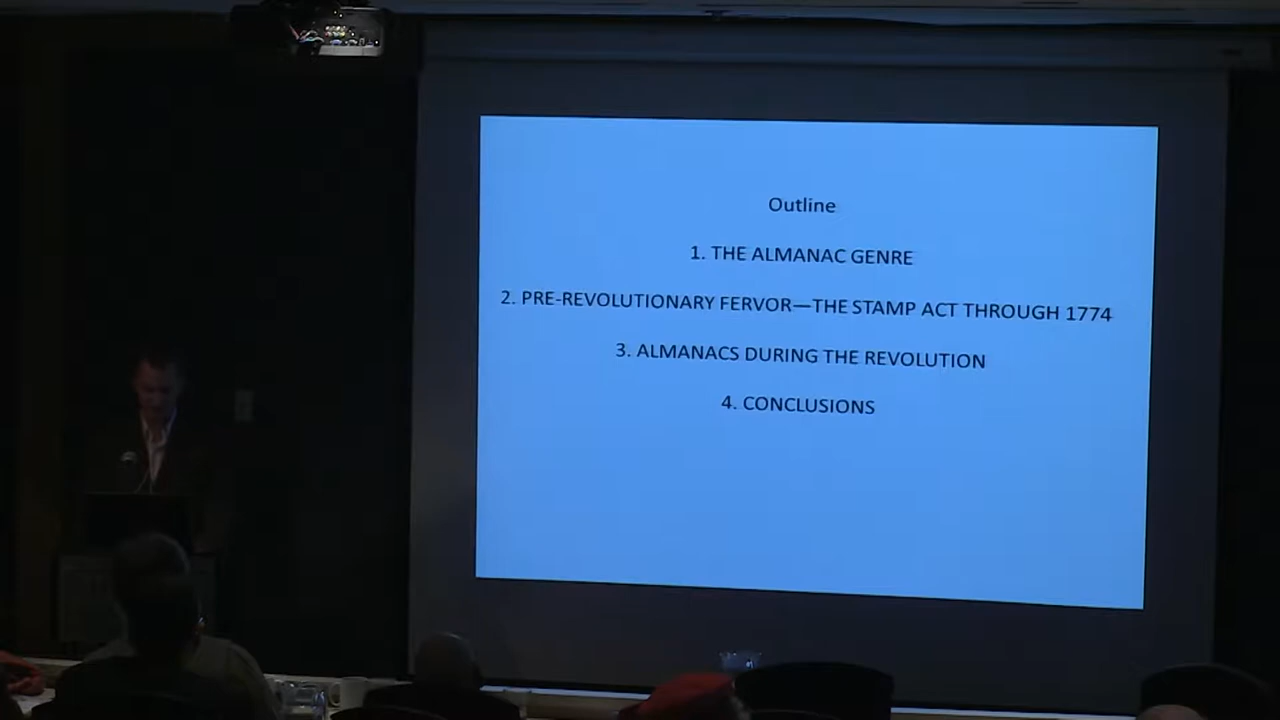 Outline
1. THE ALMANAC GENRE
2. PRE-REVOLUTIONARY FERVOR—THE STAMP ACT THROUGH 1774
3. ALMANACS DURING THE REVOLUTION
4. CONCLUSIONS